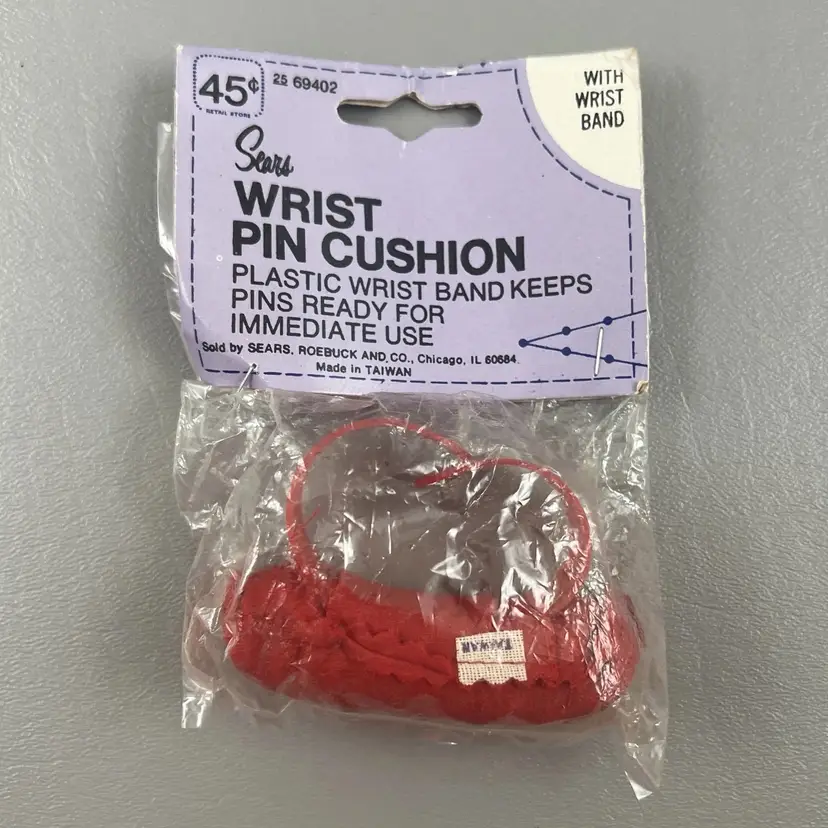 45¢
RETAIL STORE
25 69402
WITH
WRIST
BAND
Sears
WRIST
PIN CUSHION
PLASTIC WRIST BAND KEEPS
PINS READY FOR
IMMEDIATE USE
Sold by SEARS, ROEBUCK AND CO., Chicago, IL 60684
Made in TAIWAN
TAIWAN